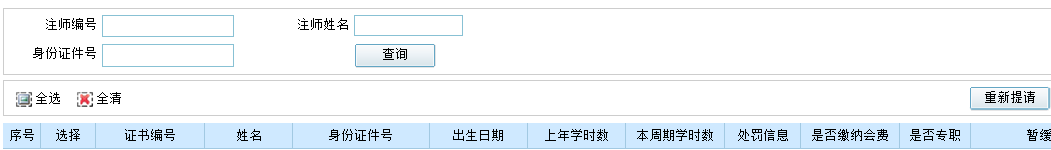 注师编号 注师姓名
身份证件号 查询
全选 全清 重新提请
序号 选择 证书编号 姓名 身份证件号 出生日期 上年学时数 本周期学时数 处罚信息 是否缴纳会费 是否专职 暂缓